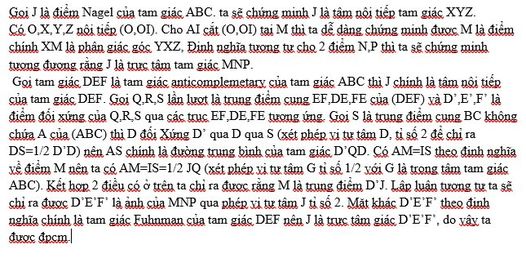 Gọi J là điểm Nagel của tam giác ABC. ta sẽ chứng minh J là tâm nội tiếp tam giác XYZ.
Có O,X,Y,Z nội tiếp (O,OI). Cho AI cắt (O,OI) tại M thì ta dễ dàng chứng minh được M là điểm
chính XM là phân giác góc YXZ, Định nghĩa tương tự cho 2 điểm N,P thì ta sẽ chứng minh
tương đương rằng J là trực tâm tam giác MNP.
Gọi tam giác DEF là tam giác anticomplemetary của tam giác ABC thì J chính là tâm nội tiếp
của tam giác DEF. Gọi Q,R,S lần lượt là trung điểm cung EF,DE,FE của (DEF) và D’,E’,F’ là
điểm đối xứng của Q,R,S qua các trục EF,DE,FE tương ứng. Gọi S là trung điểm cung BC không
chứa A của (ABC) thì D đối Xứng D’ qua D qua S (xét phép vị tự tâm D, tỉ số 2 để chỉ ra
DS=1/2 D’D) nên AS chính là đường trung bình của tam giác D’QD. Có AM=IS theo định nghĩa
về điểm M nên ta có AM=IS=1/2 JQ (xét phép vị tự tâm G tỉ số 1/2 với G là trọng tâm tam giác
ABC). Kết hợp 2 điều có ở trên ta chỉ ra được rằng M là trung điểm D’J. Lập luận tương tự ta sẽ
chỉ ra được D’E’F’ là ảnh của MNP qua phép vị tự tâm J tỉ số 2. Mặt khác D’E’F’ theo định
nghĩa chính là tam giác Fuhnman của tam giác DEF nên J là trực tâm giác D’E’F’, do vậy ta
được đpcm